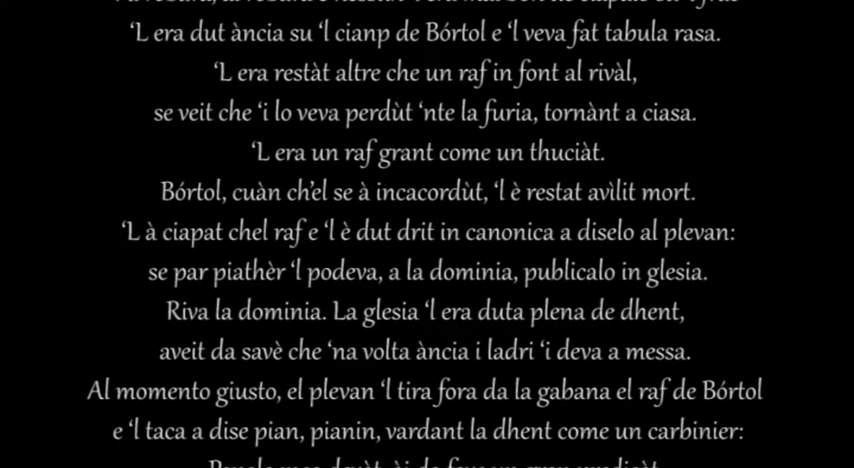 ‘L era dut ància su ‘l cianp de Bórtol e ‘l veva fat tabula rasa.
‘L era restàt altre che un raf in font al rivàl,
se veit che ‘i lo veva perdùt ‘nte la furia, tornànt a ciasa.
‘L era un raf grant come un thuciàt.
Bórtol, cuàn ch’el se à incacordùt, ‘l è restat avìlit mort.
‘L à ciapat chel raf e ‘l è dut drit in canonica a diselo al plevan:
se par piathèr ‘l podeva, a la dominia, publicalo in glesia.
Riva la dominia. La glesia ‘l era duta plena de dhent,
aveit da savè che ‘na volta ància i ladri ‘i deva a messa.
Al momento giusto, el plevan ‘l tira fora da la gabana el raf de Bórtol
e ‘l taca a dise pian, pianin, vardant la dhent come un carbinier: